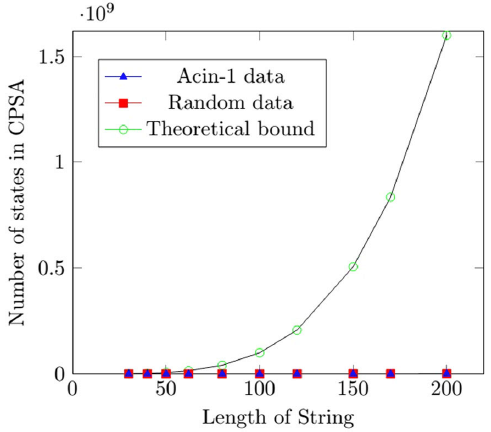 ·10⁹
Number of states in CPSA
1.5
1
0.5
0
Acin-1 data
Random data
Theoretical bound
0 50 100 150 200
Length of String